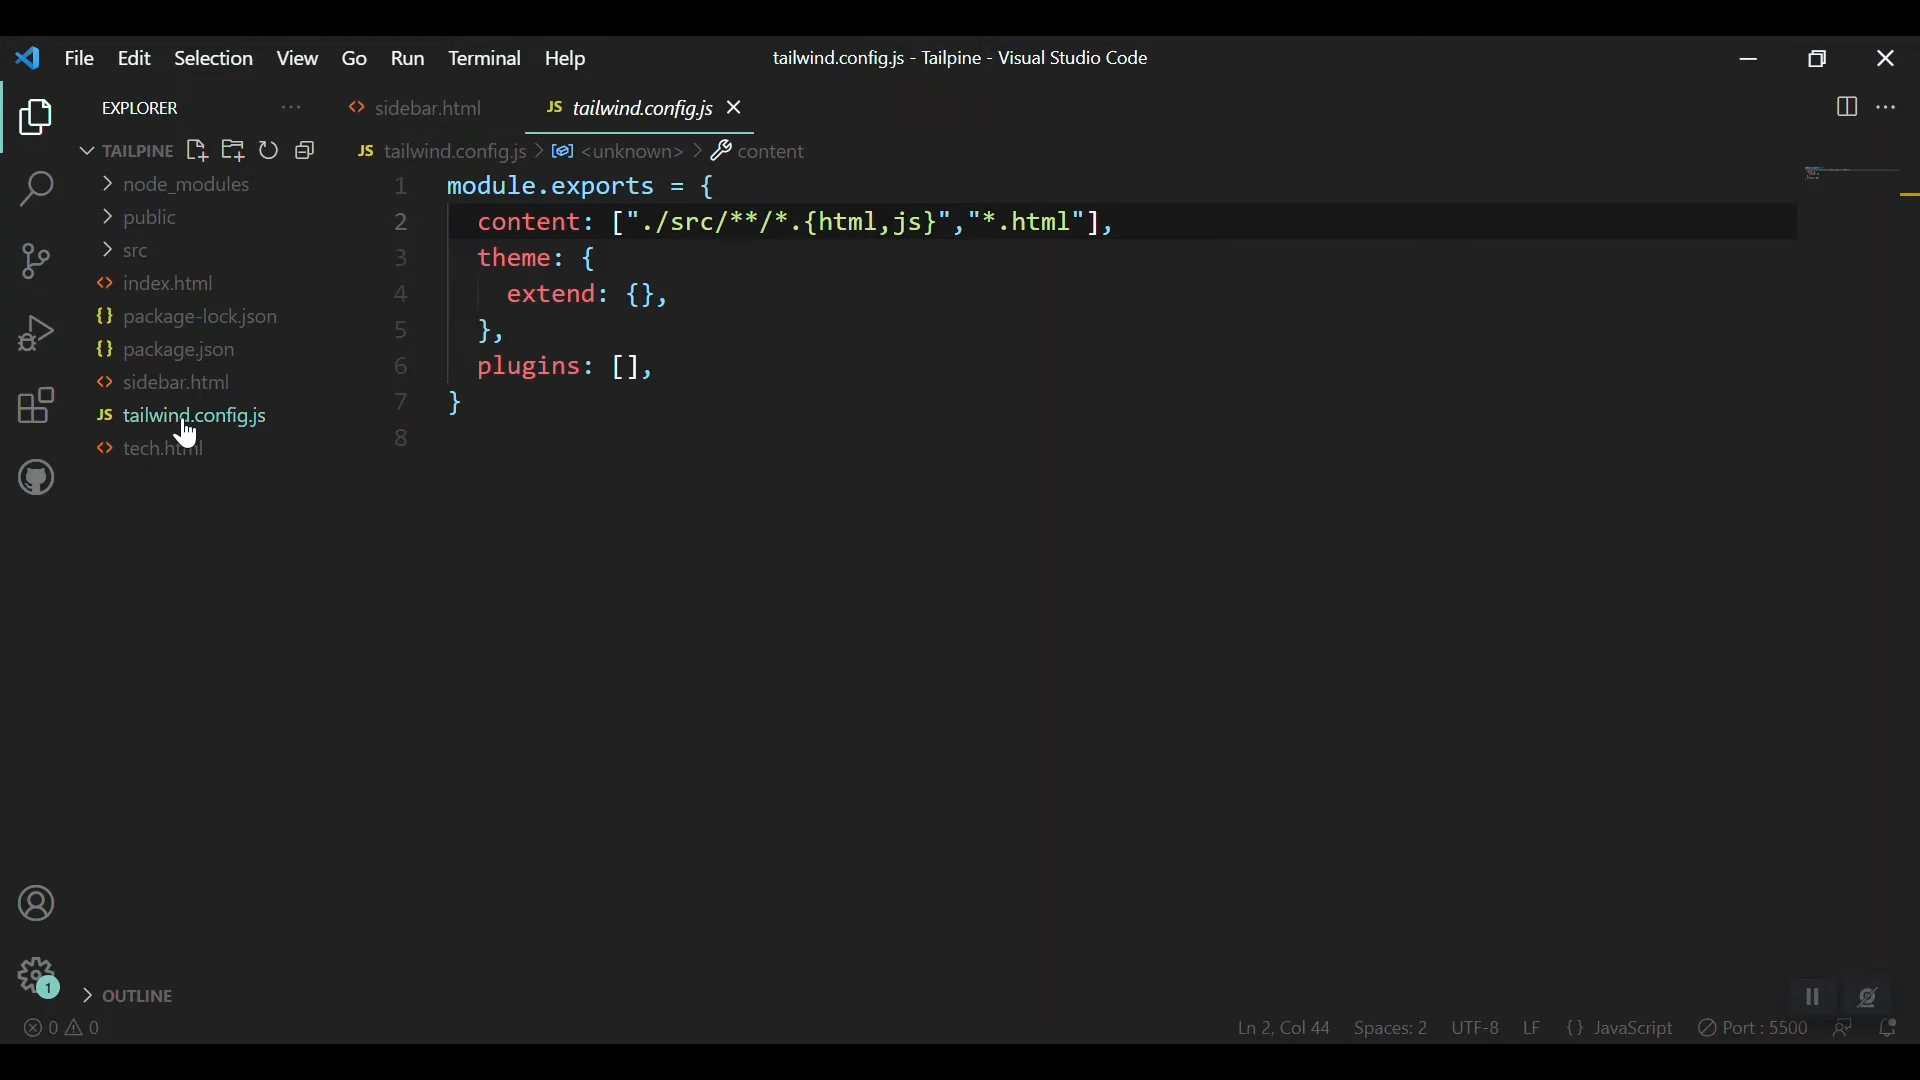 File Edit Selection View Go Run Terminal Help tailwind.config.js - Tailpine - Visual Studio Code
EXPLORER ··· <> sidebar.html JS tailwind.config.js
TAILPINE JS tailwind.config.js > <unknown> > content
node_modules
public
src
<> index.html
{} package-lock.json
{} package.json
<> sidebar.html
JS tailwind.config.js
<> tech.html
1 module.exports = {
2 content: ["./src/**/*.{html,js}","*.html"],
3 theme: {
4 extend: {},
5 },
6 plugins: [],
7 }
8
1
OUTLINE
0 0 Ln 2, Col 44 Spaces: 2 UTF-8 LF {} JavaScript Port : 5500